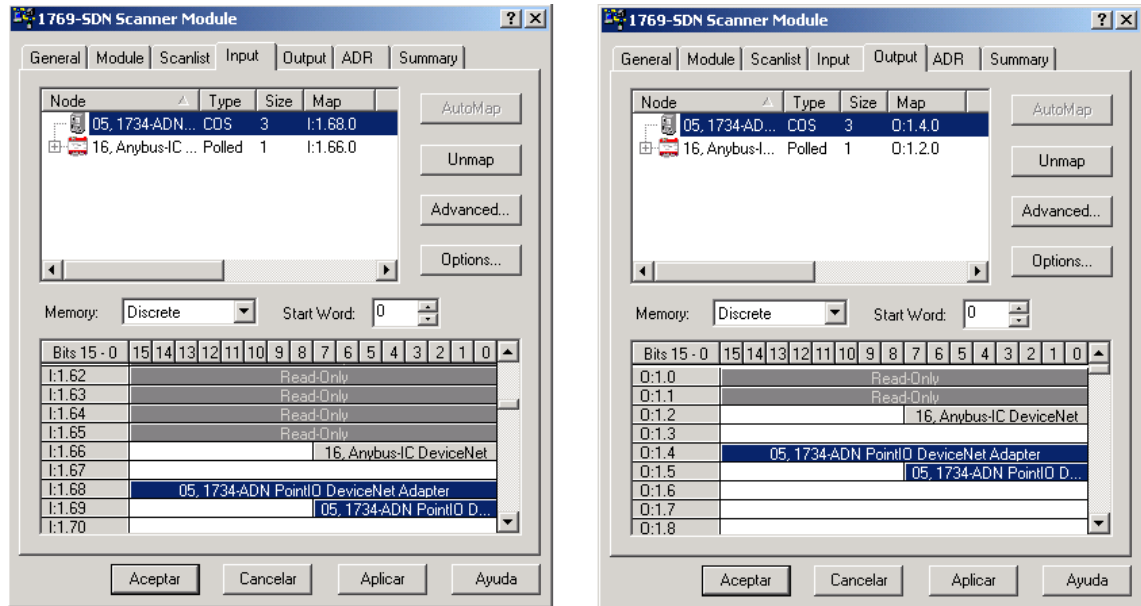 1769-SDN Scanner Module
General Module Scanlist Input Output ADR Summary
Node Type Size Map
05, 1734-ADN... COS 3 I:1.68.0
16, Anybus-IC ... Polled 1 I:1.66.0
AutoMap
Unmap
Advanced...
Options...
Memory: Discrete Start Word: 0
Bits 15 - 0 15 14 13 12 11 10 9 8 7 6 5 4 3 2 1 0
I:1.62 Read-Only
I:1.63 Read-Only
I:1.64 Read-Only
I:1.65 Read-Only
I:1.66 16, Anybus-IC DeviceNet
I:1.67
I:1.68 05, 1734-ADN PointIO DeviceNet Adapter
I:1.69 05, 1734-ADN PointIO D...
I:1.70
Aceptar Cancelar Aplicar Ayuda
1769-SDN Scanner Module
General Module Scanlist Input Output ADR Summary
Node Type Size Map
05, 1734-AD... COS 3 O:1.4.0
16, Anybus-I... Polled 1 O:1.2.0
AutoMap
Unmap
Advanced...
Options...
Memory: Discrete Start Word: 0
Bits 15 - 0 15 14 13 12 11 10 9 8 7 6 5 4 3 2 1 0
O:1.0 Read-Only
O:1.1 Read-Only
O:1.2 16, Anybus-IC DeviceNet
O:1.3
O:1.4 05, 1734-ADN PointIO DeviceNet Adapter
O:1.5 05, 1734-ADN PointIO D...
O:1.6
O:1.7
O:1.8
Aceptar Cancelar Aplicar Ayuda